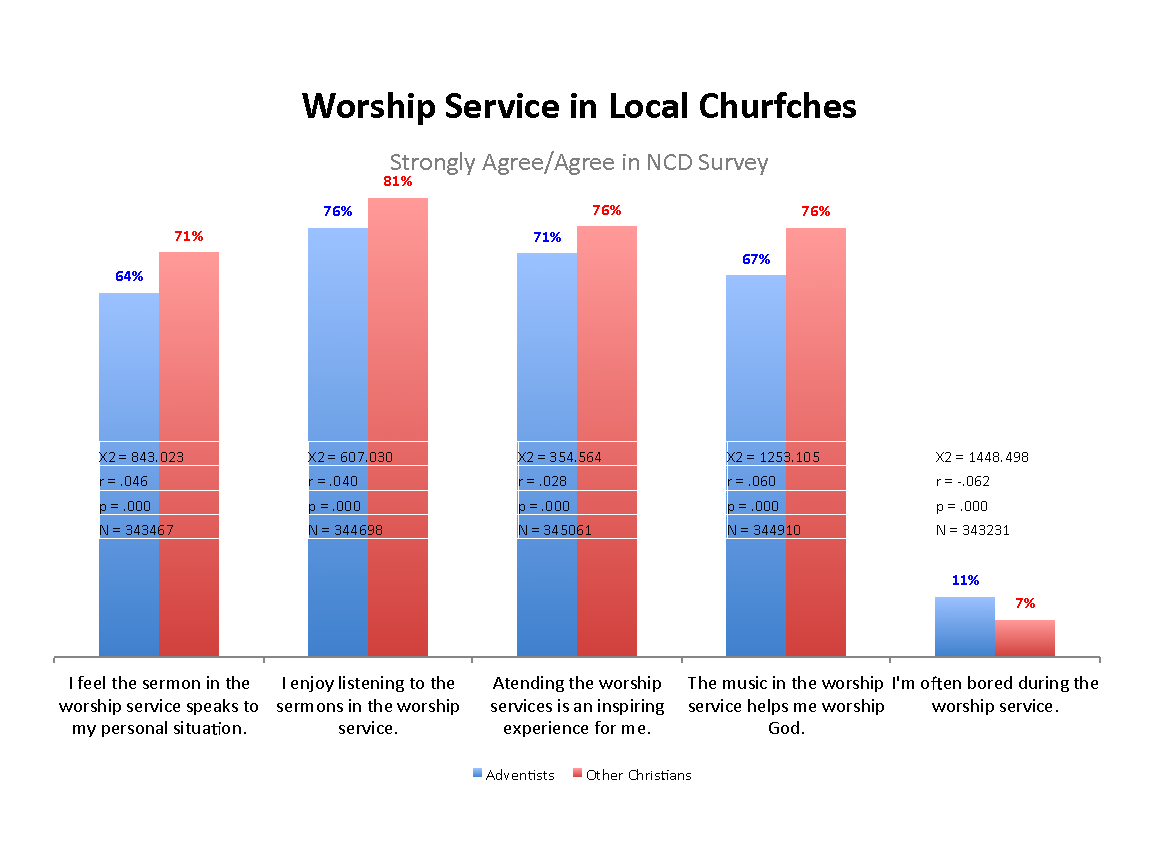 Worship Service in Local Churfches
Strongly Agree/Agree in NCD Survey
64%
71%
76%
81%
71%
76%
67%
76%
11%
7%
X2 = 843.023
r = .046
p = .000
N = 343467
X2 = 607.030
r = .040
p = .000
N = 344698
X2 = 354.564
r = .028
p = .000
N = 345061
X2 = 1253.105
r = .060
p = .000
N = 344910
X2 = 1448.498
r = -.062
p = .000
N = 343231
I feel the sermon in the
worship service speaks to
my personal situation.
I enjoy listening to the
sermons in the worship
service.
Atending the worship
services is an inspiring
experience for me.
The music in the worship
service helps me worship
God.
I'm often bored during the
worship service.
Adventists
Other Christians